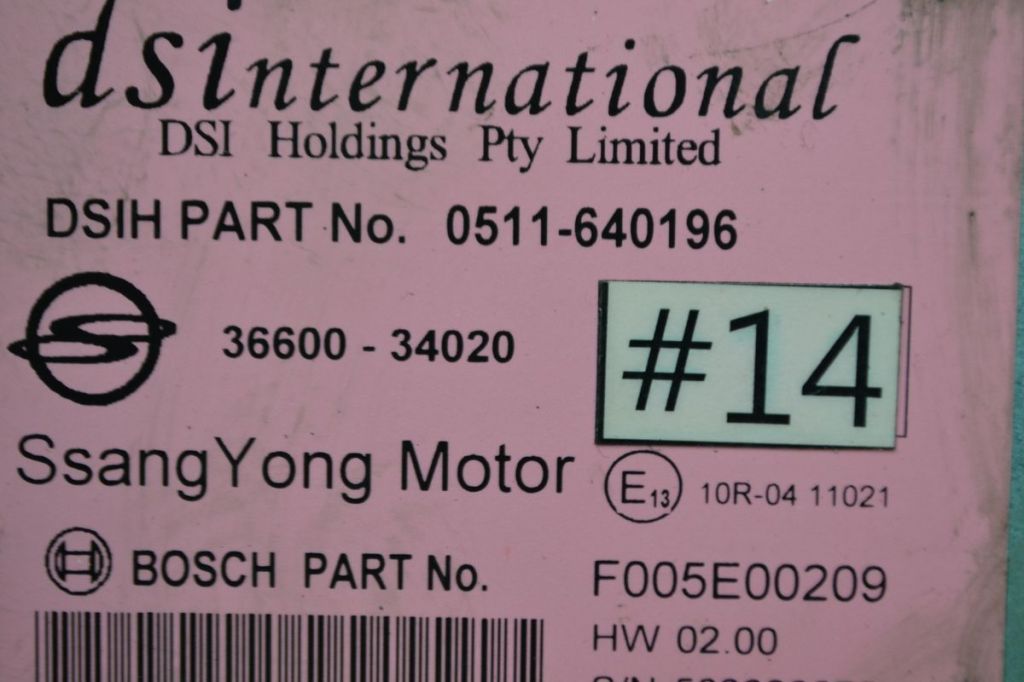 dsinternational
DSI Holdings Pty Limited
DSIH PART No. 0511-640196
36600 - 34020
#14
SsangYong Motor
E13 10R-04 11021
BOSCH PART No. F005E00209
HW 02.00